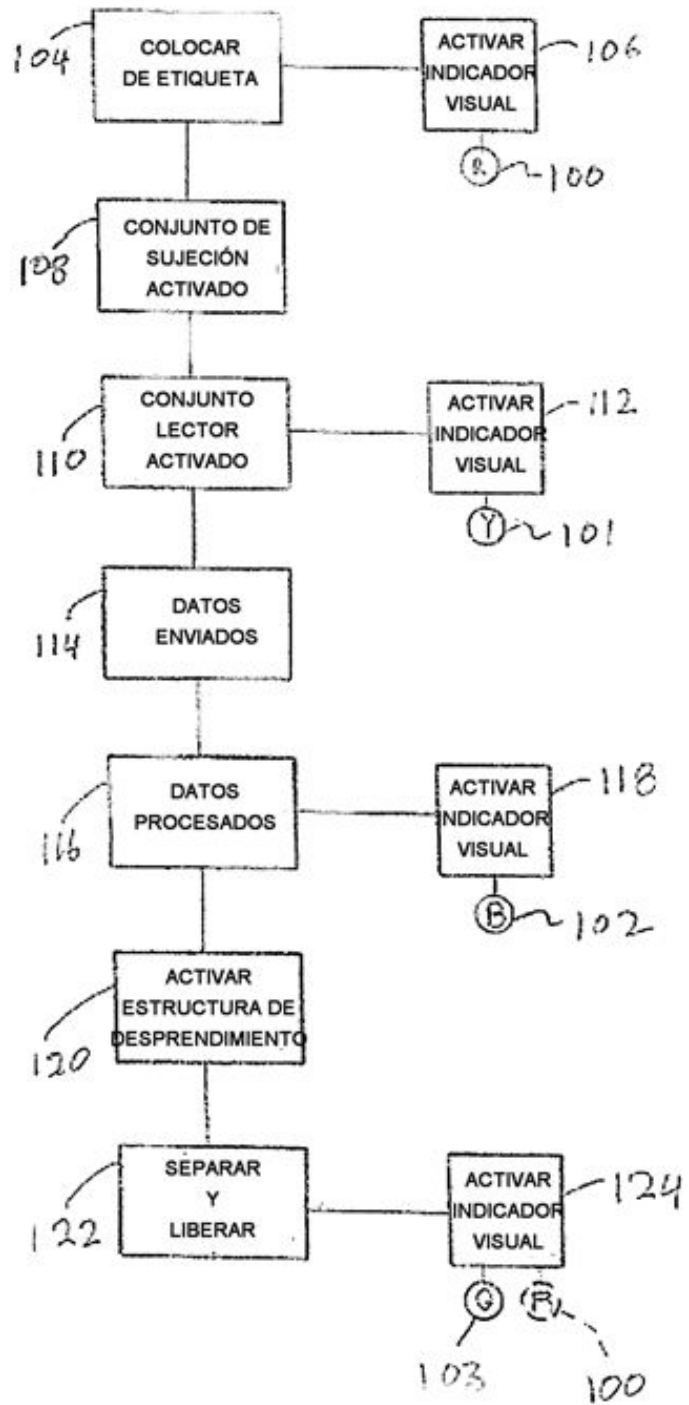 104
COLOCAR
DE ETIQUETA
ACTIVAR
INDICADOR
VISUAL
106
R
100
108
CONJUNTO DE
SUJECIÓN
ACTIVADO
110
CONJUNTO
LECTOR
ACTIVADO
ACTIVAR
INDICADOR
VISUAL
112
Y
101
114
DATOS
ENVIADOS
116
DATOS
PROCESADOS
ACTIVAR
NDICADOR
VISUAL
118
B
102
120
ACTIVAR
ESTRUCTURA DE
DESPRENDIMIENTO
122
SEPARAR
Y
LIBERAR
ACTIVAR
INDICADOR
VISUAL
124
G
R
103
100